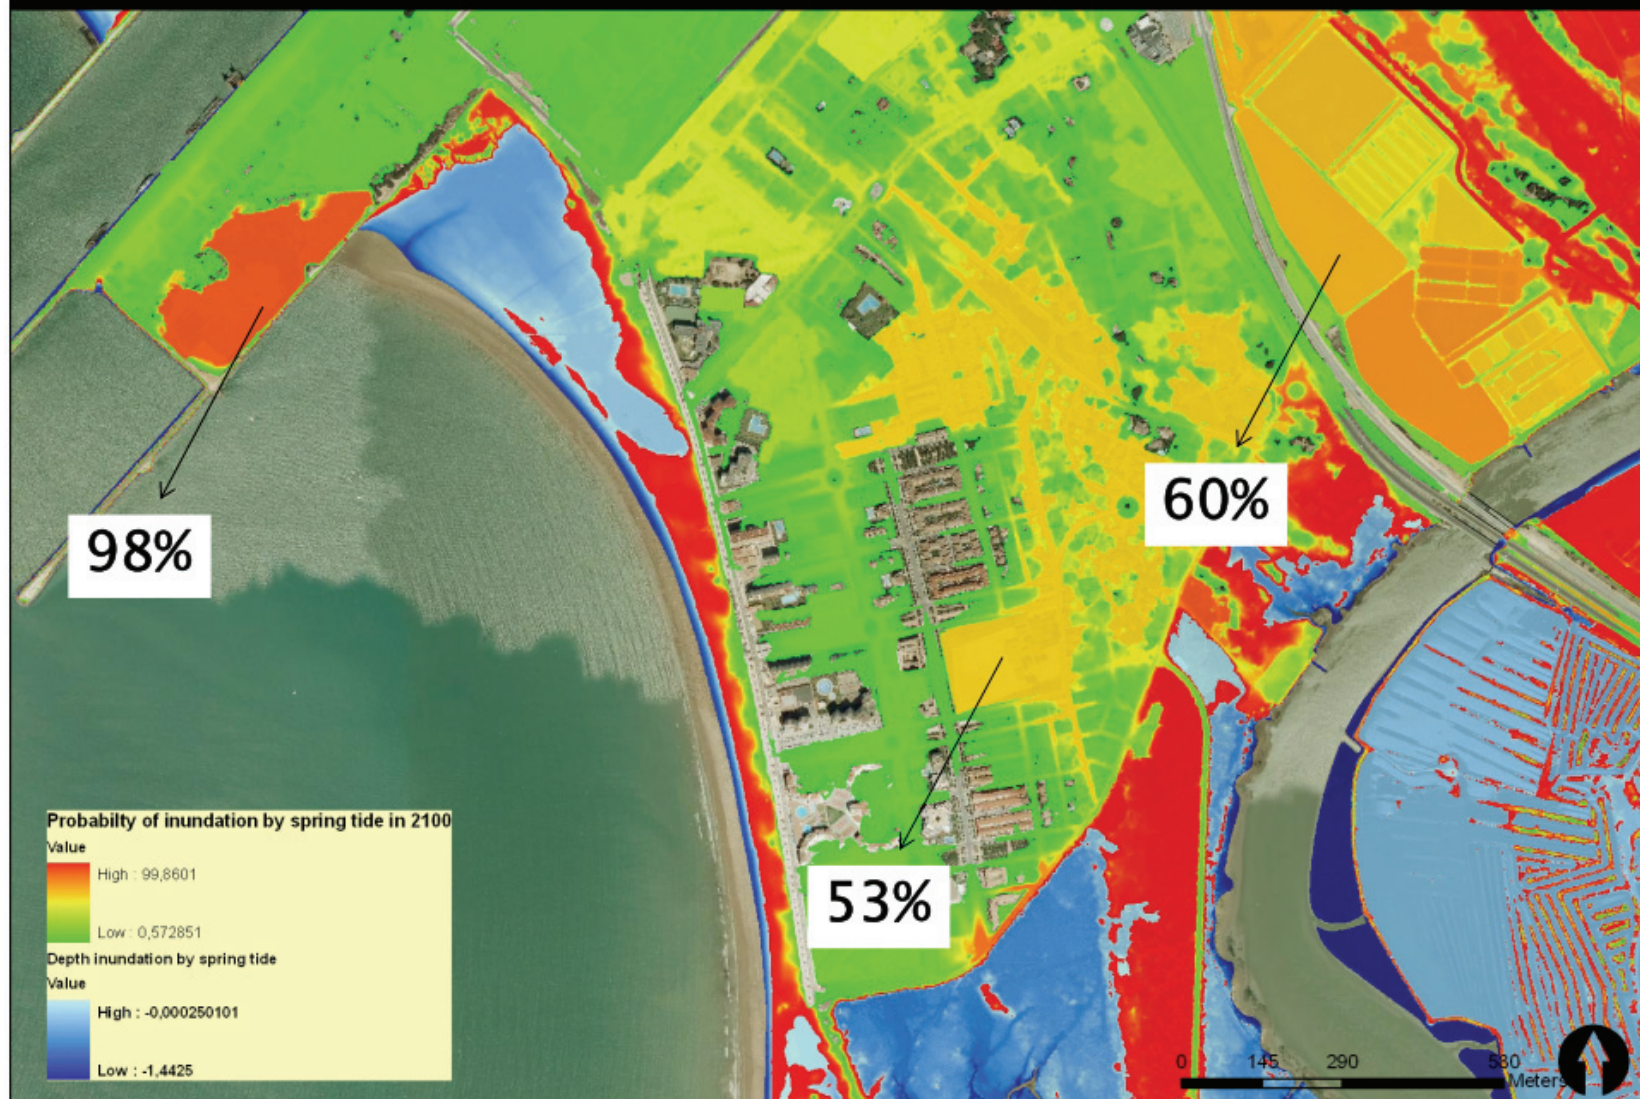 98%
60%
53%
Probabilty of inundation by spring tide in 2100
Value
High : 99,8601
Low : 0,572851
Depth inundation by spring tide
Value
High : -0,000250101
Low : -1,4425
0 145 290 580
Meters